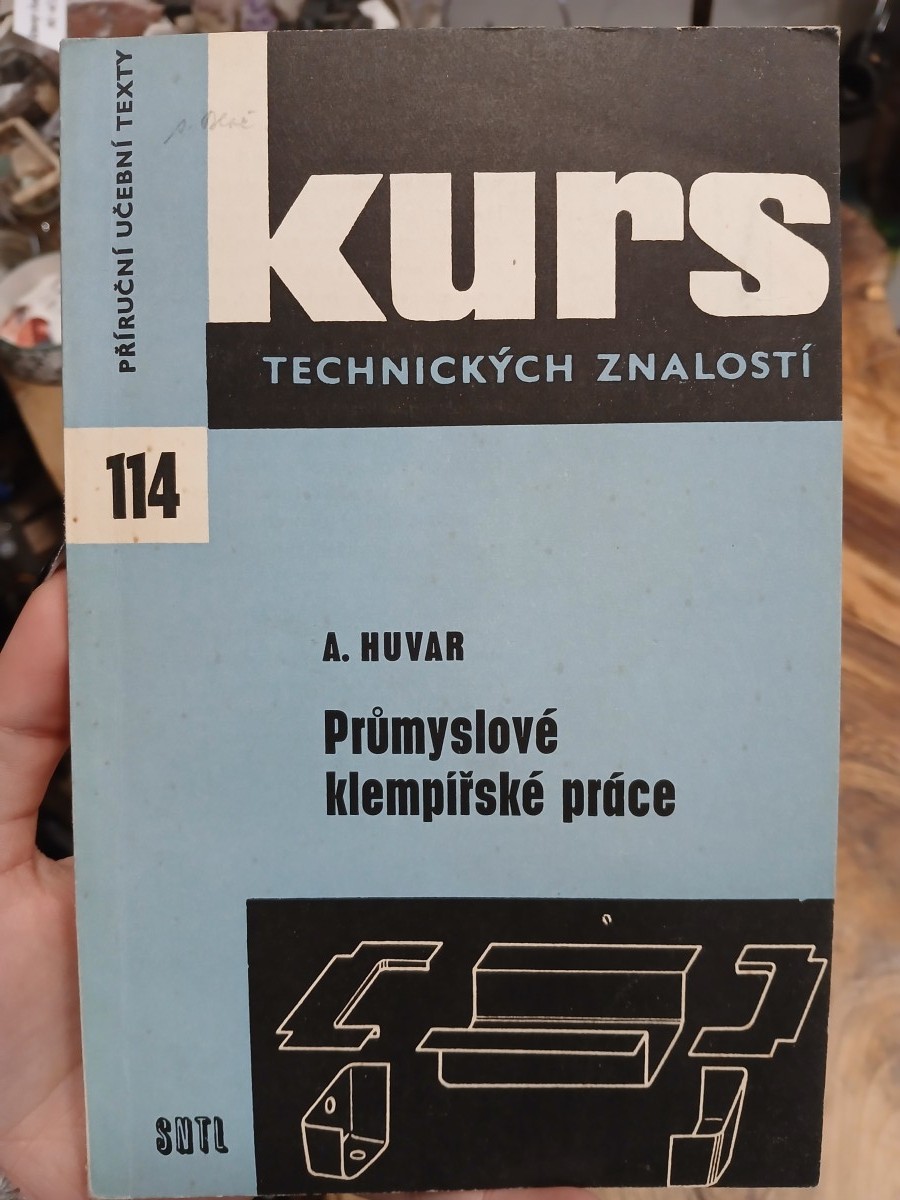 PŘÍRUČNÍ UČEBNÍ TEXTY
kurs
TECHNICKÝCH ZNALOSTÍ
114
A. HUVAR
Průmyslové
klempířské práce
SNTL